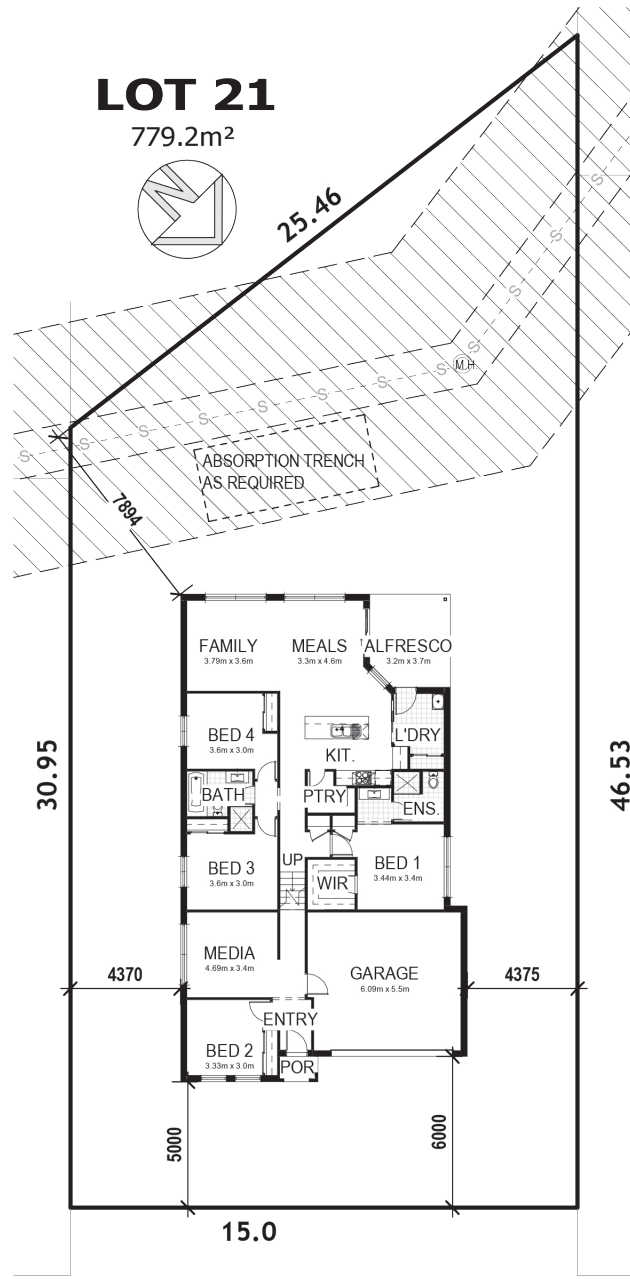 LOT 21
779.2m²
N
25.46
S S S S S S S S S S S S
M.H.
ABSORPTION TRENCH
AS REQUIRED
7894
30.95
46.53
FAMILY
3.79m x 3.6m
MEALS
3.3m x 4.6m
ALFRESCO
3.2m x 3.7m
BED 4
3.6m x 3.0m
L'DRY
KIT.
BATH
PTRY
ENS.
UP
BED 3
3.6m x 3.0m
WIR
BED 1
3.44m x 3.4m
MEDIA
4.69m x 3.4m
GARAGE
6.09m x 5.5m
4370
4375
ENTRY
BED 2
3.33m x 3.0m
POR
5000
6000
15.0